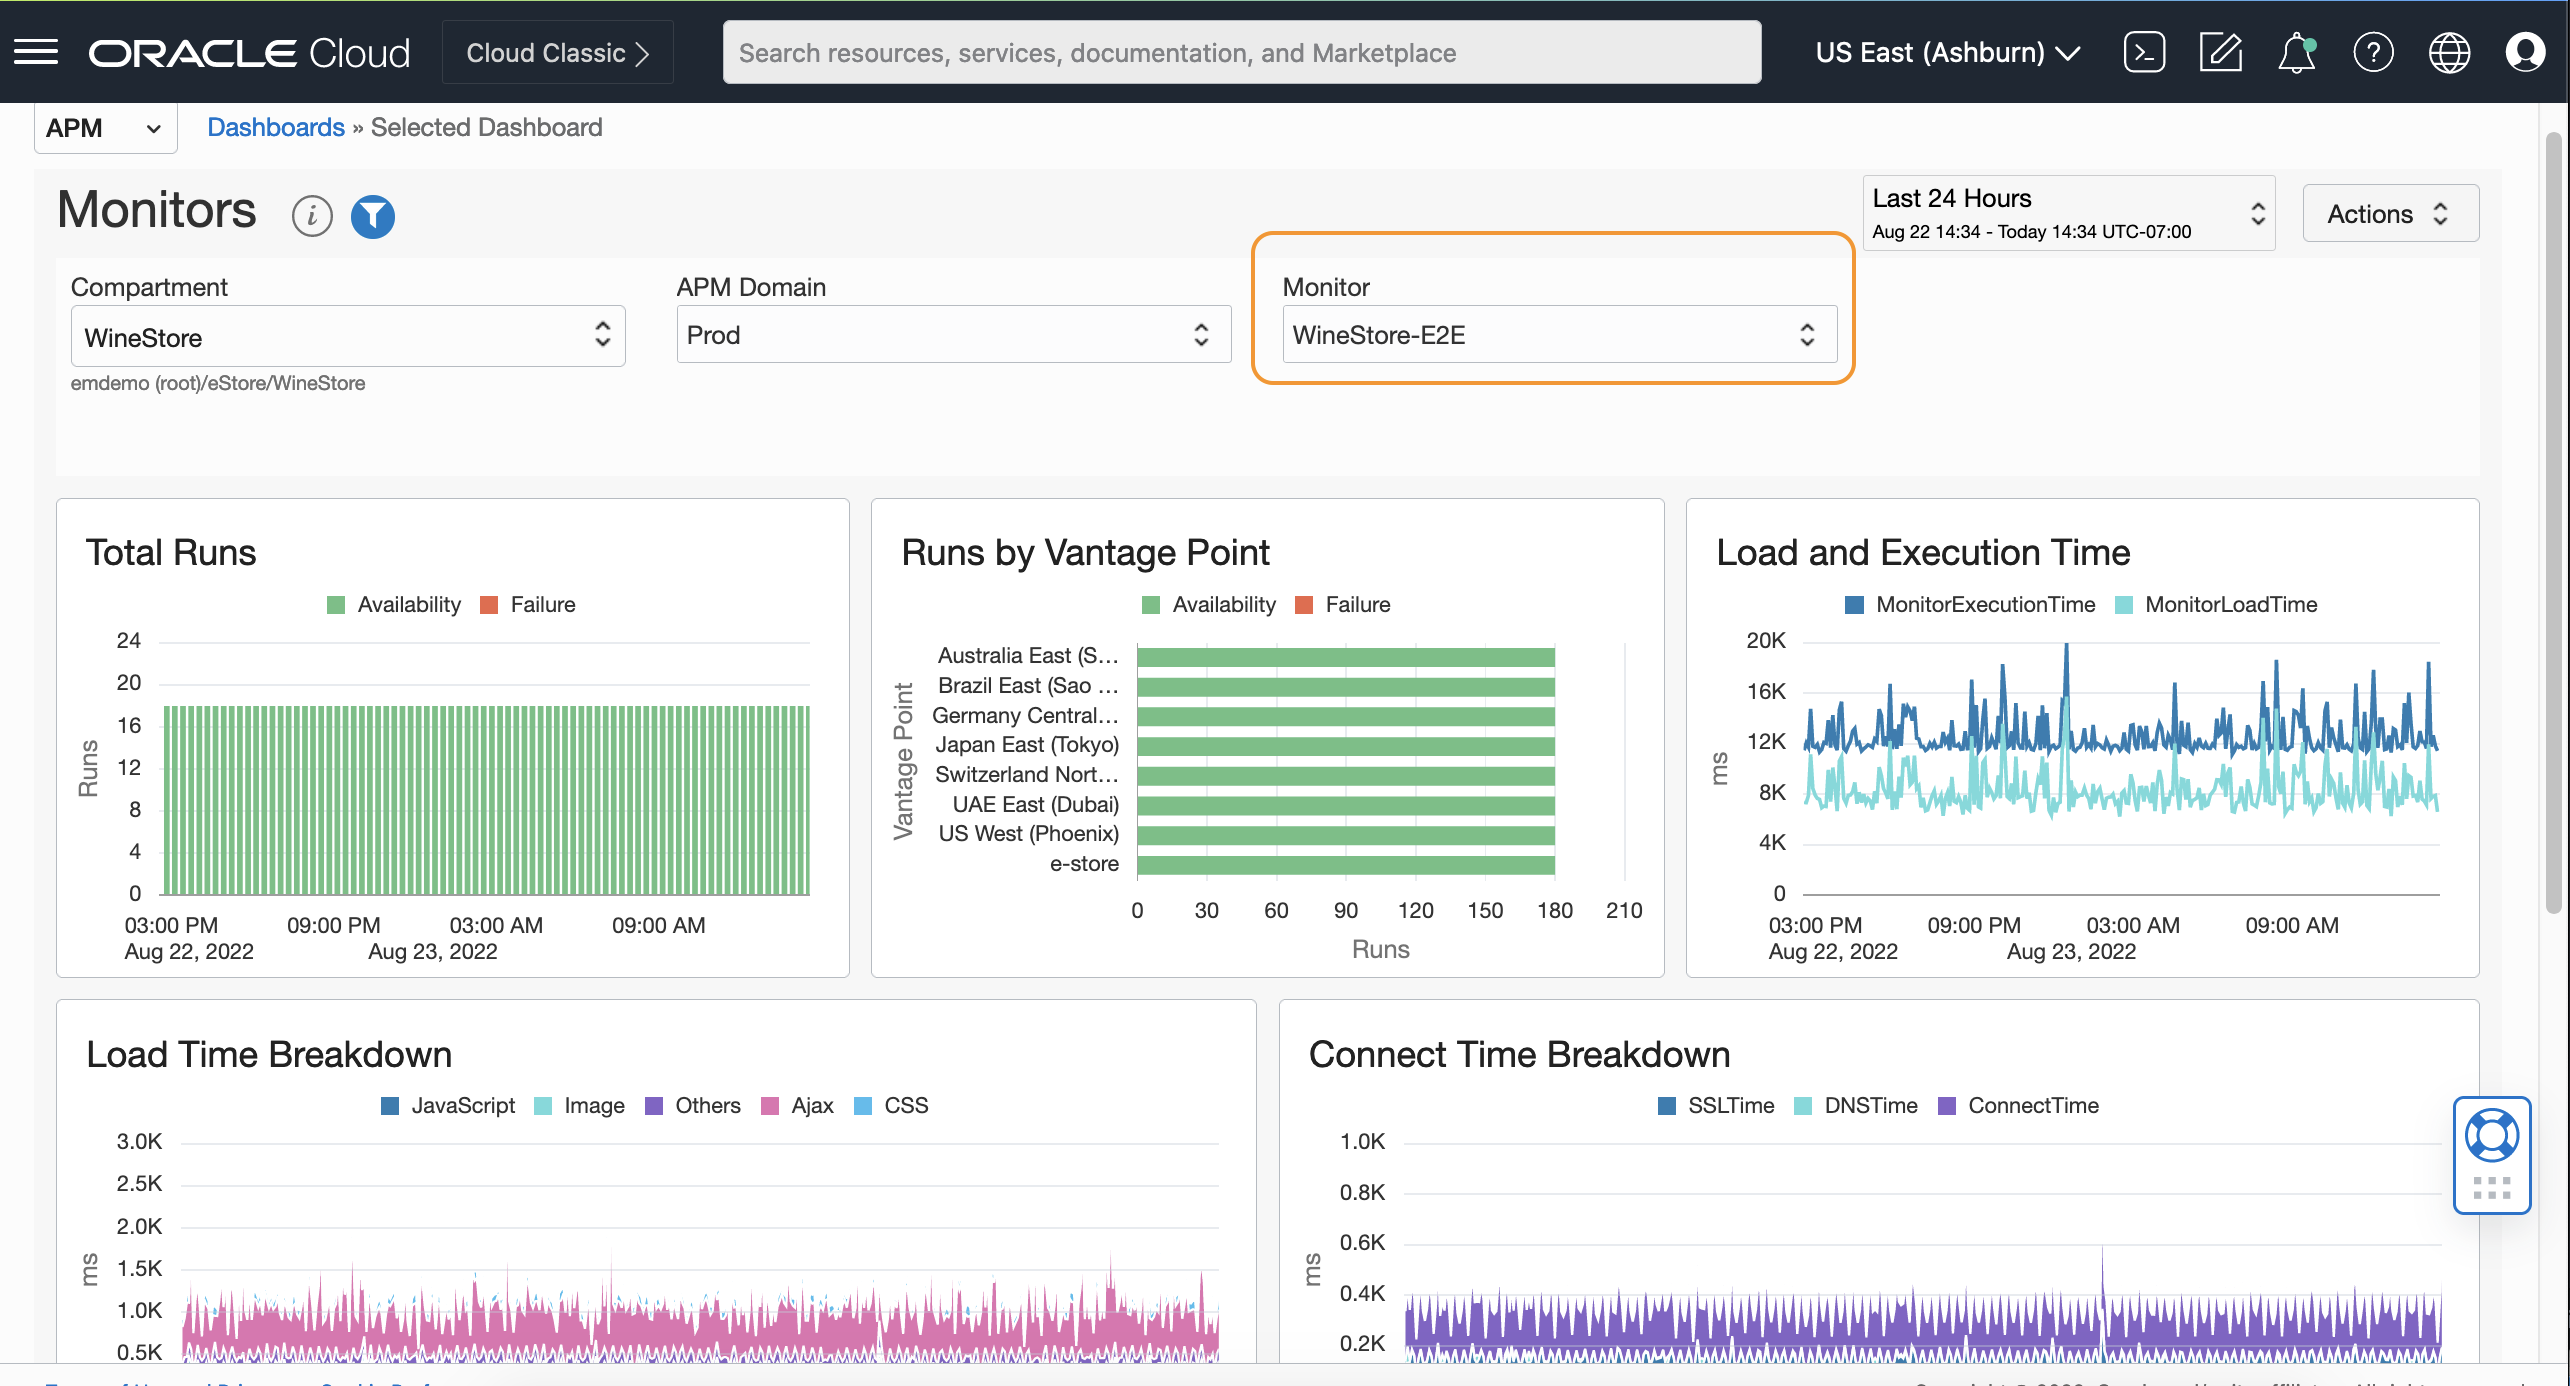 ORACLE Cloud
Cloud Classic
Search resources, services, documentation, and Marketplace
US East (Ashburn)
APM
Dashboards » Selected Dashboard
Monitors
Last 24 Hours
Aug 22 14:34 - Today 14:34 UTC-07:00
Actions
Compartment
WineStore
emdemo (root)/eStore/WineStore
APM Domain
Prod
Monitor
WineStore-E2E
Total Runs
Availability Failure
24
20
16
12
8
4
0
Runs
03:00 PM 09:00 PM 03:00 AM 09:00 AM
Aug 22, 2022 Aug 23, 2022
Runs by Vantage Point
Availability Failure
Vantage Point
Australia East (S...
Brazil East (Sao ...
Germany Central...
Japan East (Tokyo)
Switzerland Nort...
UAE East (Dubai)
US West (Phoenix)
e-store
0 30 60 90 120 150 180 210
Runs
Load and Execution Time
MonitorExecutionTime MonitorLoadTime
20K
16K
12K
8K
4K
0
ms
03:00 PM 09:00 PM 03:00 AM 09:00 AM
Aug 22, 2022 Aug 23, 2022
Load Time Breakdown
JavaScript Image Others Ajax CSS
3.0K
2.5K
2.0K
1.5K
1.0K
0.5K
ms
Connect Time Breakdown
SSLTime DNSTime ConnectTime
1.0K
0.8K
0.6K
0.4K
0.2K
ms